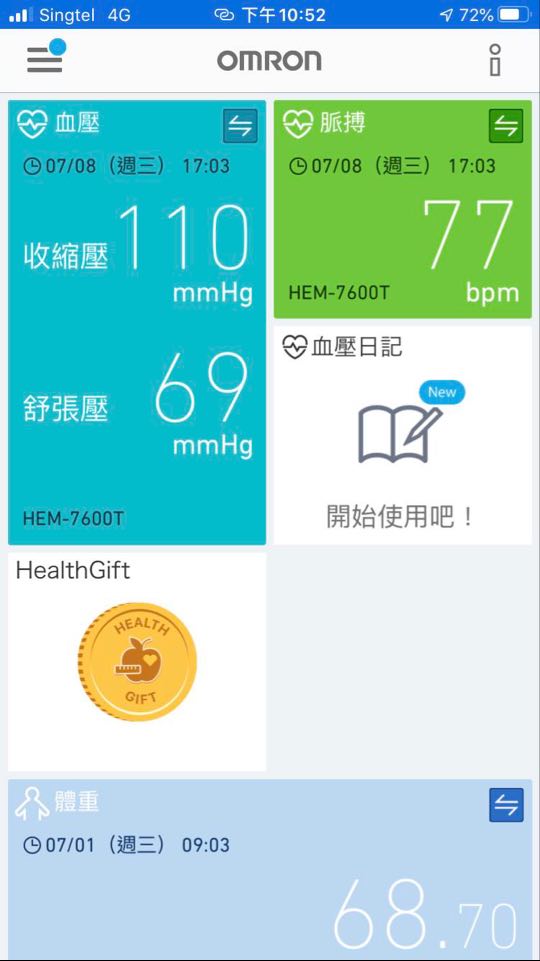 Singtel 4G 下午10:52 72%
OMRON
血壓
07/08（週三） 17:03
收縮壓 110
mmHg
舒張壓 69
mmHg
HEM-7600T
脈搏
07/08（週三） 17:03
77
HEM-7600T bpm
血壓日記
New
開始使用吧！
HealthGift
HEALTH
GIFT
體重
07/01（週三） 09:03
68.70